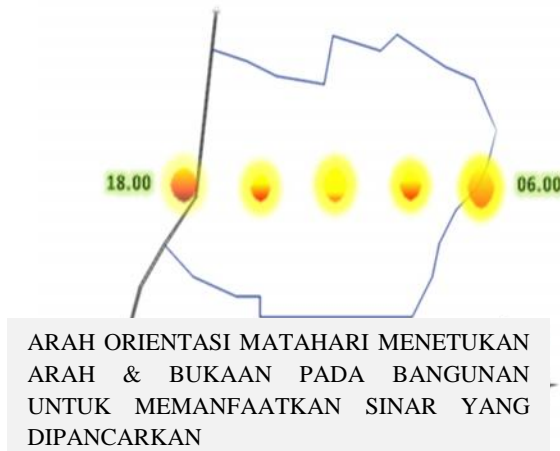 18.00
06.00
ARAH ORIENTASI MATAHARI MENETUKAN
ARAH & BUKAAN PADA BANGUNAN
UNTUK MEMANFAATKAN SINAR YANG
DIPANCARKAN